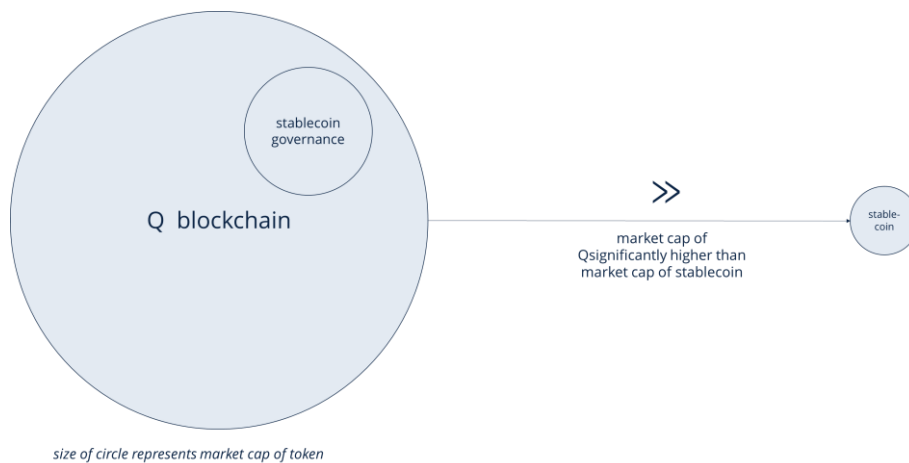 stablecoin
governance
Q blockchain
»
market cap of
Qsignificantly higher than
market cap of stablecoin
stable-
coin
size of circle represents market cap of token